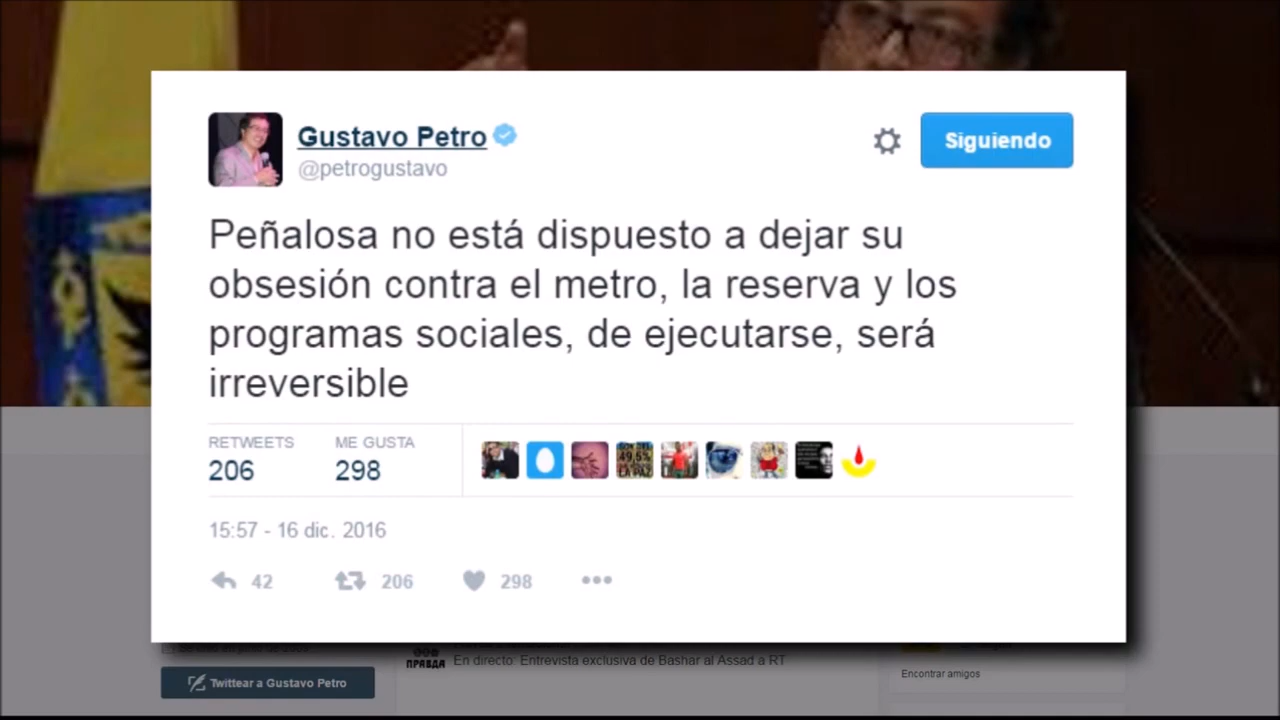 Gustavo Petro
@petrogustavo
Siguiendo
Peñalosa no está dispuesto a dejar su
obsesión contra el metro, la reserva y los
programas sociales, de ejecutarse, será
irreversible
RETWEETS
206
ME GUSTA
298
15:57 - 16 dic. 2016
42
206
298
ПРАВДА
En directo: Entrevista exclusiva de Bashar al Assad a RT
Twittear a Gustavo Petro
Encontrar amigos